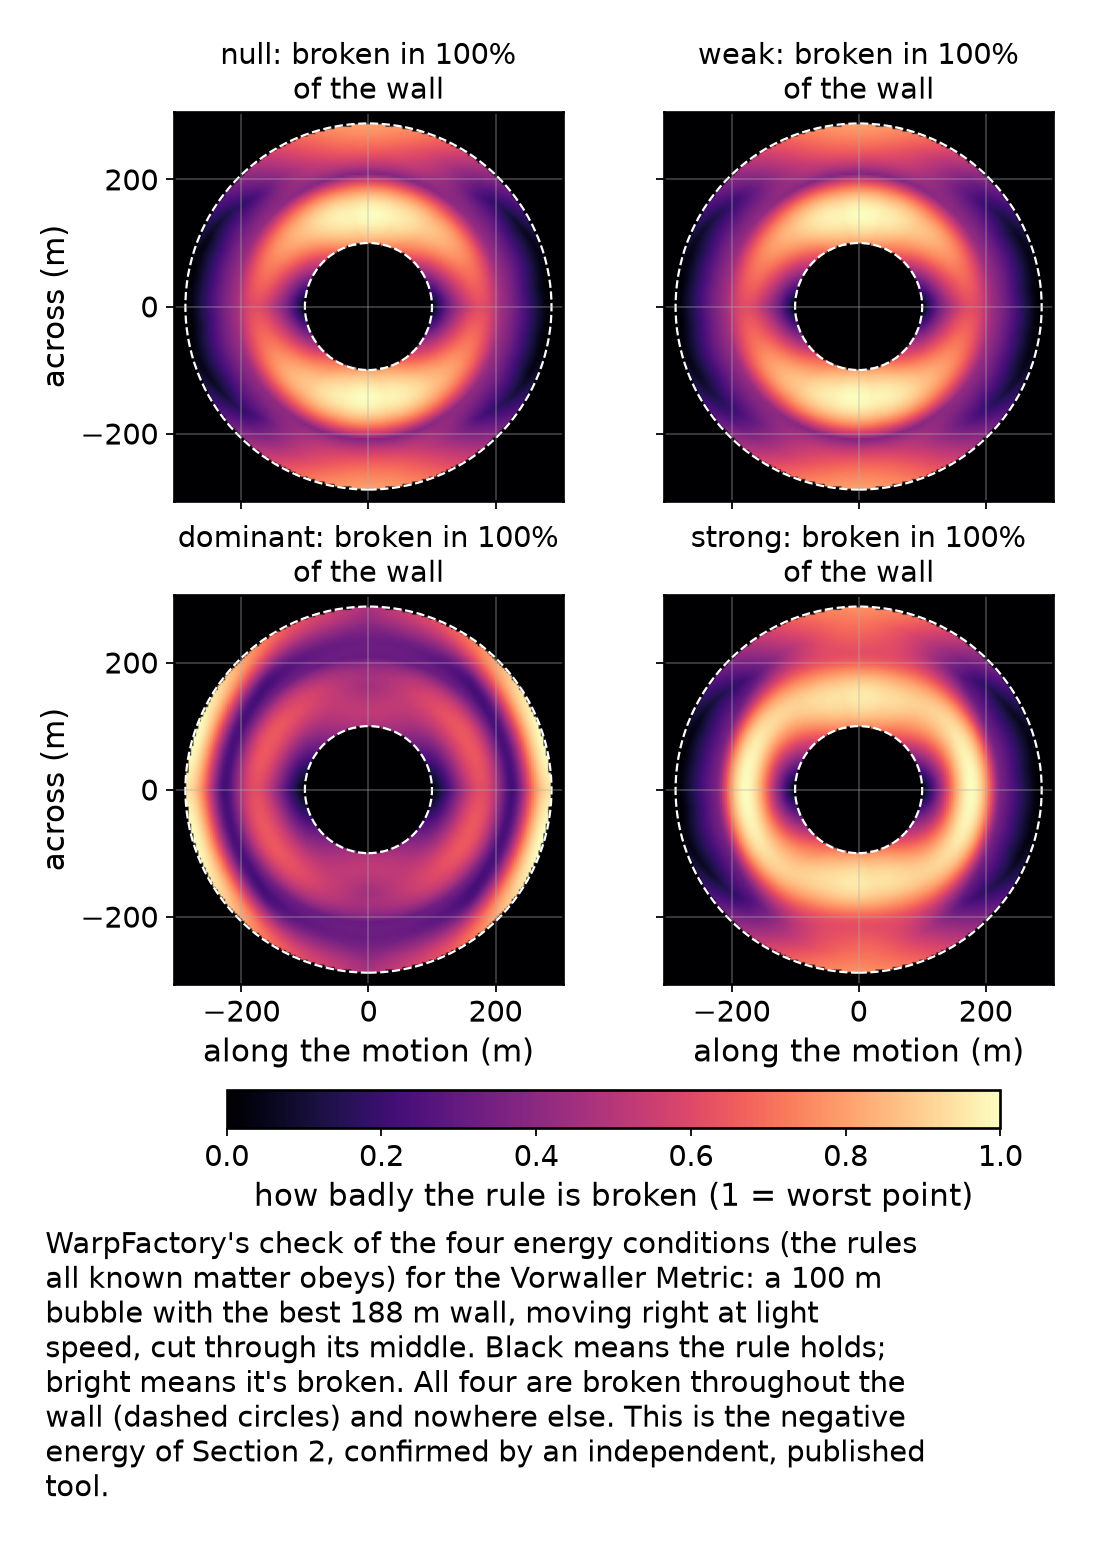 null: broken in 100%
of the wall
weak: broken in 100%
of the wall
across (m)
200
0
−200
dominant: broken in 100%
of the wall
strong: broken in 100%
of the wall
across (m)
200
0
−200
−200 0 200
−200 0 200
along the motion (m)
along the motion (m)
0.0 0.2 0.4 0.6 0.8 1.0
how badly the rule is broken (1 = worst point)
WarpFactory's check of the four energy conditions (the rules
all known matter obeys) for the Vorwaller Metric: a 100 m
bubble with the best 188 m wall, moving right at light
speed, cut through its middle. Black means the rule holds;
bright means it's broken. All four are broken throughout the
wall (dashed circles) and nowhere else. This is the negative
energy of Section 2, confirmed by an independent, published
tool.